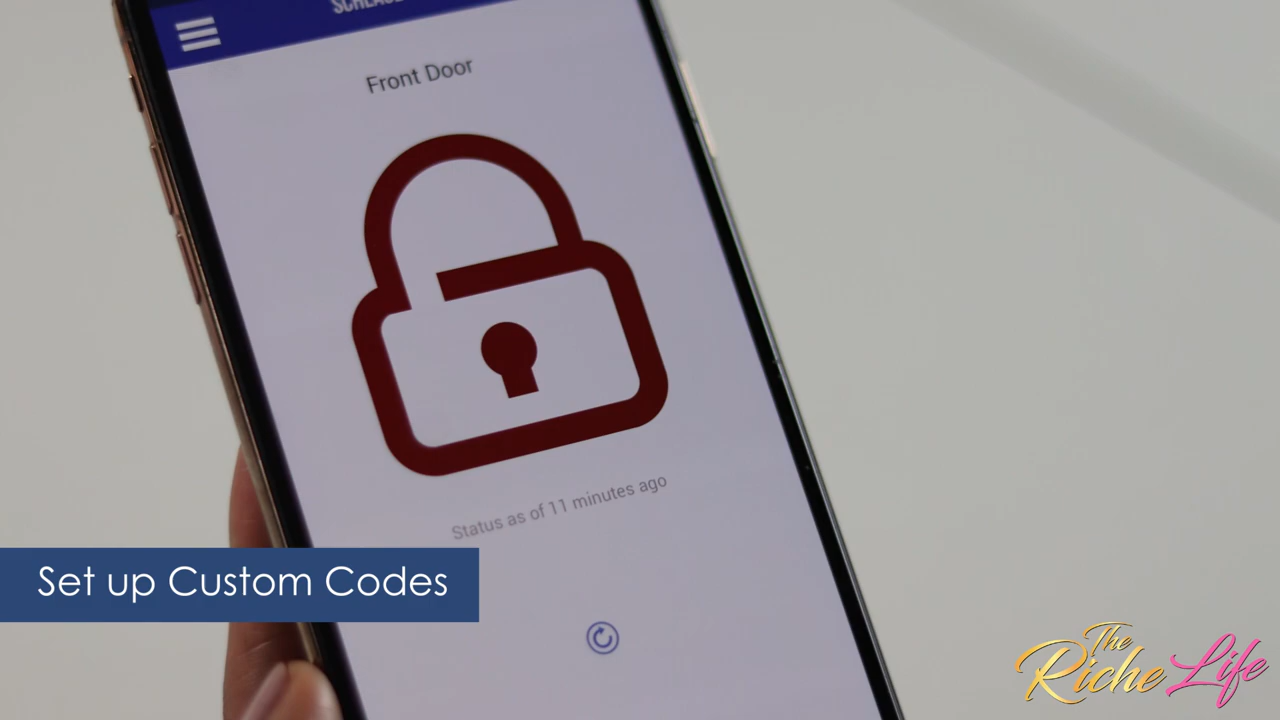 Front Door
Status as of 11 minutes ago
Set up Custom Codes
The
Riche Life